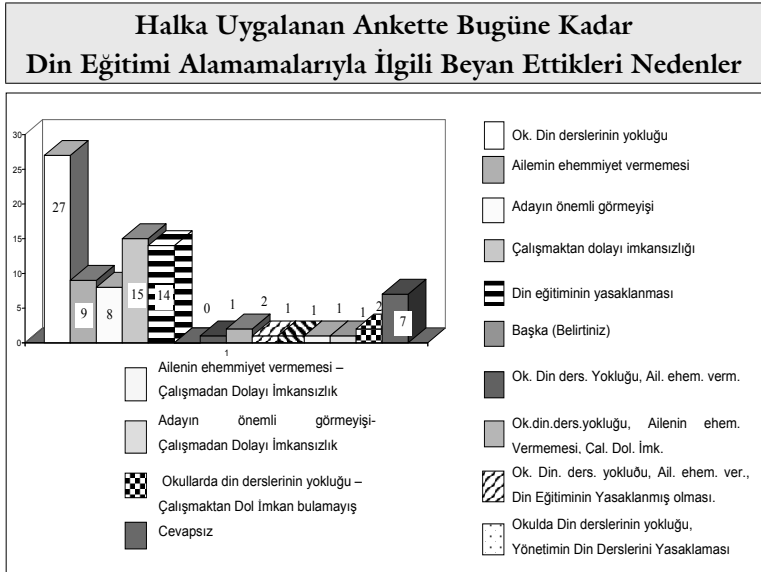 Halka Uygalanan Ankette Bugüne Kadar
Din Eğitimi Alamamalarıyla İlgili Beyan Ettikleri Nedenler
30
25
20
15
10
5
0
27
9
8
15
14
0
1
2
1
1
1
1
2
7
1
Ok. Din derslerinin yokluğu
Ailemin ehemmiyet vermemesi
Adayın önemli görmeyişi
Çalışmaktan dolayı imkansızlığı
Din eğitiminin yasaklanması
Başka (Belirtiniz)
Ok. Din ders. Yokluğu, Ail. ehem. verm.
Ok.din.ders.yokluğu, Ailenin ehem.
Vermemesi, Çal. Dol. İmk.
Ok. Din. ders. yokluðu, Ail. ehem. ver.,
Din Eğitiminin Yasaklanmış olması.
Okulda Din derslerinin yokluğu,
Yönetimin Din Derslerini Yasaklaması
Ailenin ehemmiyet vermemesi –
Çalışmadan Dolayı İmkansızlık
Adayın önemli görmeyişi-
Çalışmadan Dolayı İmkansızlık
Okullarda din derslerinin yokluğu –
Çalışmaktan Dol İmkan bulamayış
Cevapsız